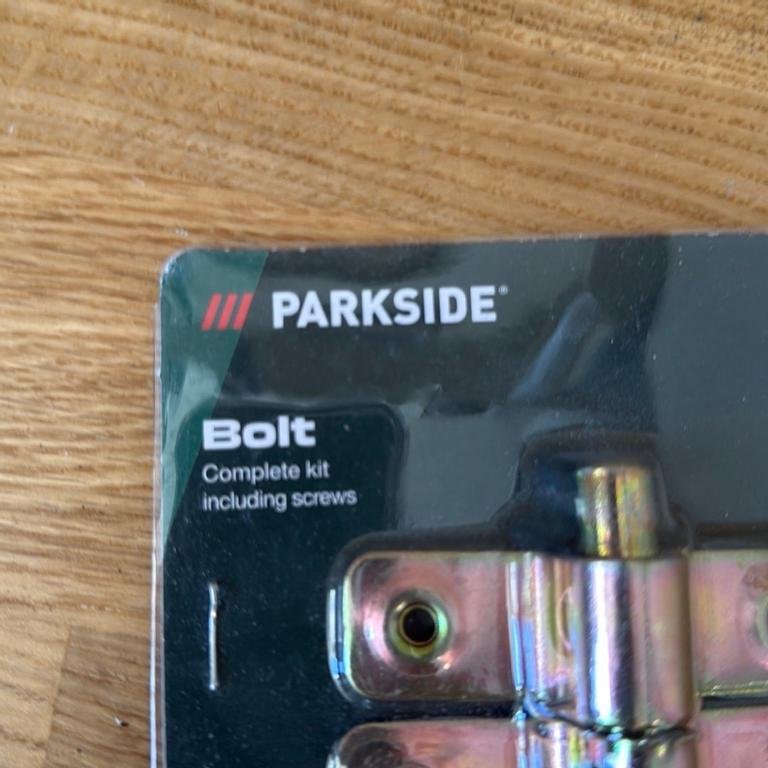 PARKSIDE®
Bolt
Complete kit
including screws